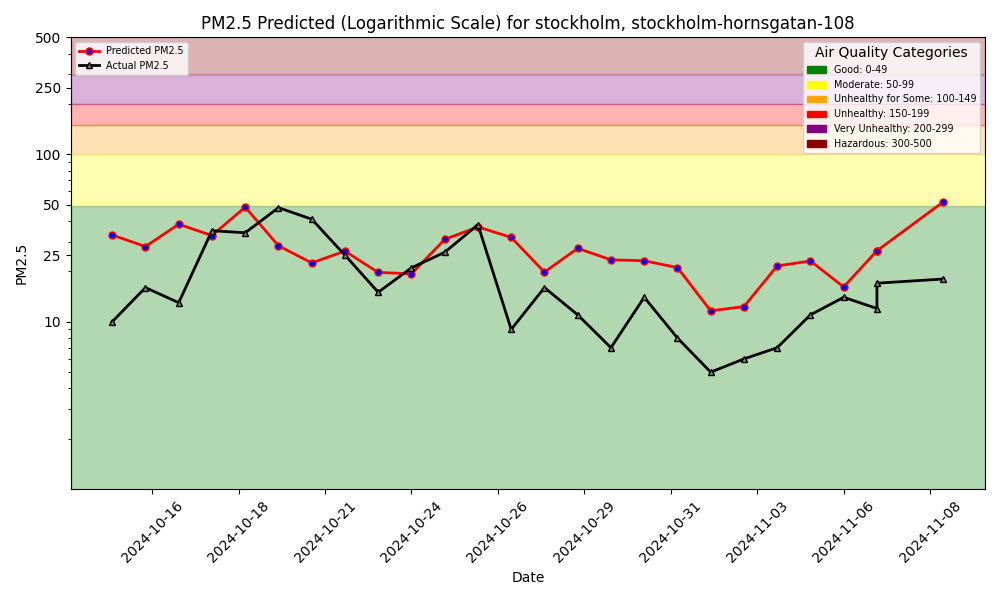 PM2.5 Predicted (Logarithmic Scale) for stockholm, stockholm-hornsgatan-108
Predicted PM2.5
Actual PM2.5
Air Quality Categories
Good: 0-49
Moderate: 50-99
Unhealthy for Some: 100-149
Unhealthy: 150-199
Very Unhealthy: 200-299
Hazardous: 300-500
PM2.5
500
250
100
50
25
10
2024-10-16
2024-10-18
2024-10-21
2024-10-24
2024-10-26
2024-10-29
2024-10-31
2024-11-03
2024-11-06
2024-11-08
Date